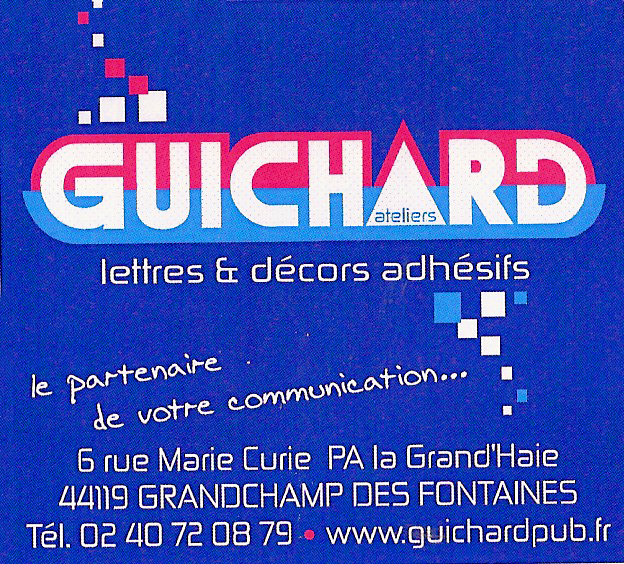 GUICHARD
ateliers
lettres & décors adhésifs
le partenaire
de votre communication...
6 rue Marie Curie PA la Grand'Haie
44119 GRANDCHAMP DES FONTAINES
Tél. 02 40 72 08 79 • www.guichardpub.fr